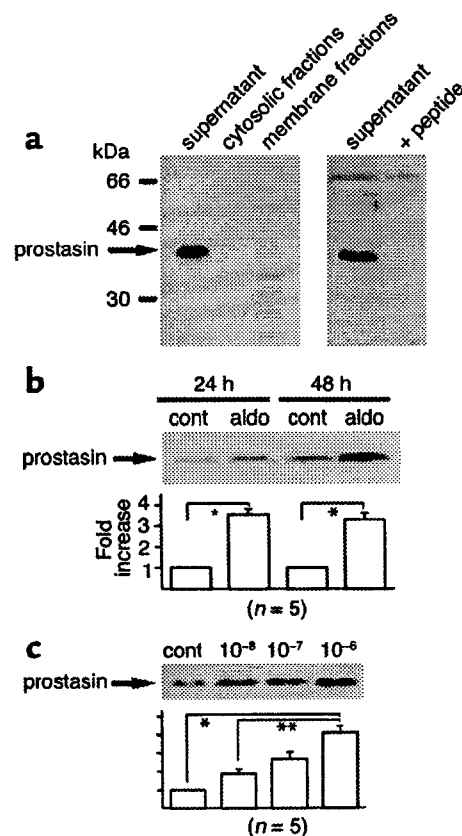 supernatant
cytosolic fractions
membrane fractions
supernatant
+ peptide
a
kDa
66
46
prostasin
30
b
24 h 48 h
cont aldo cont aldo
prostasin
Fold increase
4
3
2
1
* *
(n = 5)
c
cont 10⁻⁸ 10⁻⁷ 10⁻⁶
prostasin
* **
(n = 5)